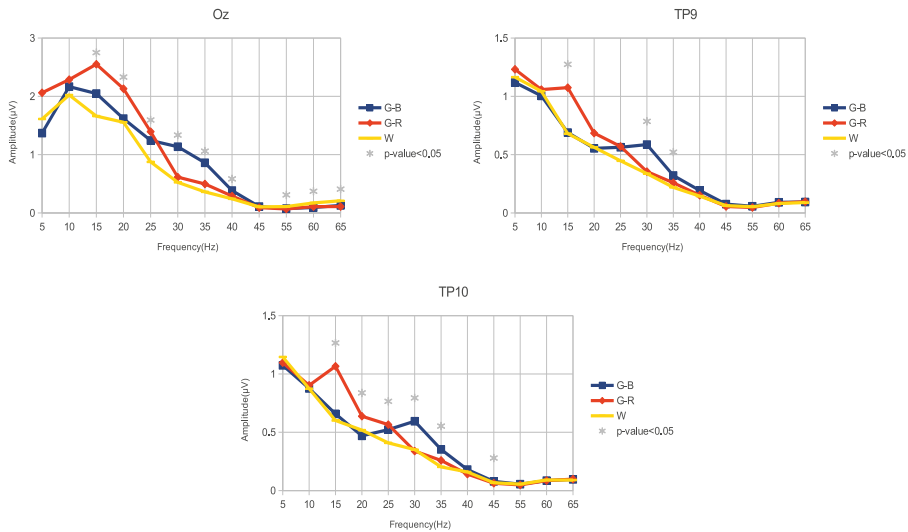 Oz
3
2
1
0
Amplitude(µV)
5 10 15 20 25 30 35 40 45 55 60 65
Frequency(Hz)
G-B
G-R
W
p-value<0.05
TP9
1.5
1
0.5
0
Amplitude(µV)
5 10 15 20 25 30 35 40 45 55 60 65
Frequency(Hz)
G-B
G-R
W
p-value<0.05
TP10
1.5
1
0.5
0
Amplitude(µV)
5 10 15 20 25 30 35 40 45 55 60 65
Frequency(Hz)
G-B
G-R
W
p-value<0.05